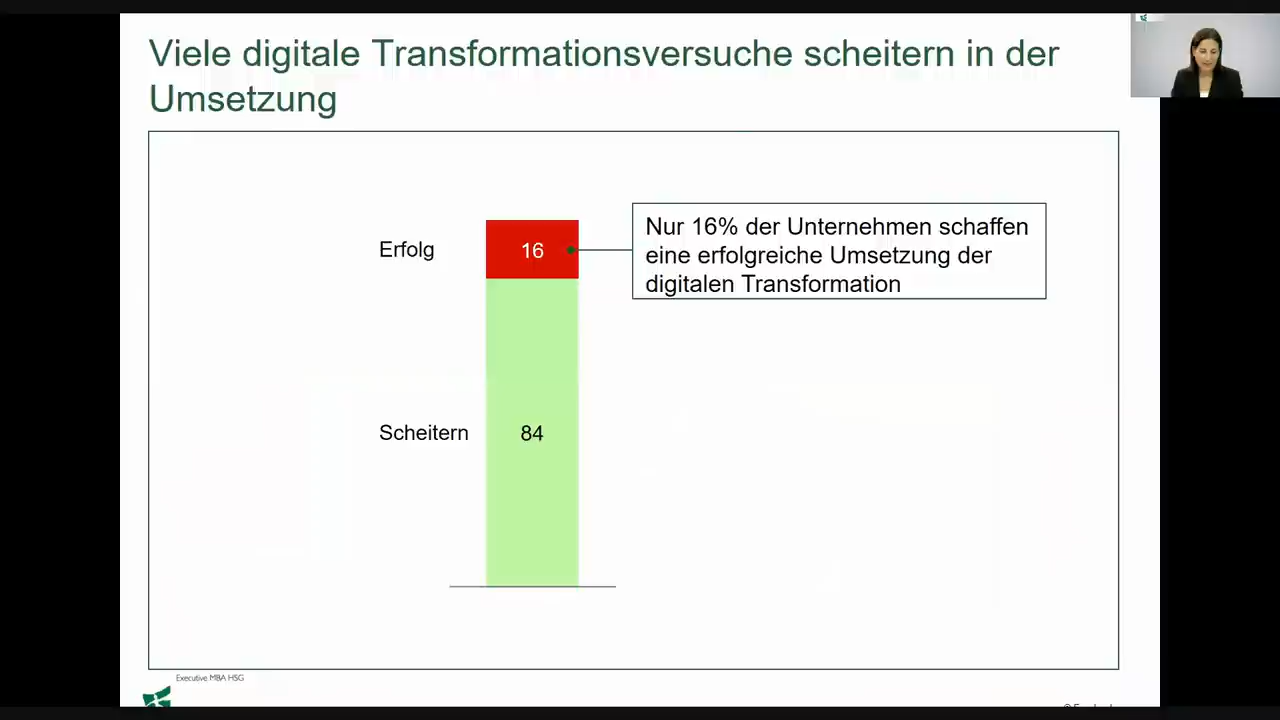 Viele digitale Transformationsversuche scheitern in der
Umsetzung
Erfolg
16
Nur 16% der Unternehmen schaffen
eine erfolgreiche Umsetzung der
digitalen Transformation
Scheitern
84
Executive MBA HSG